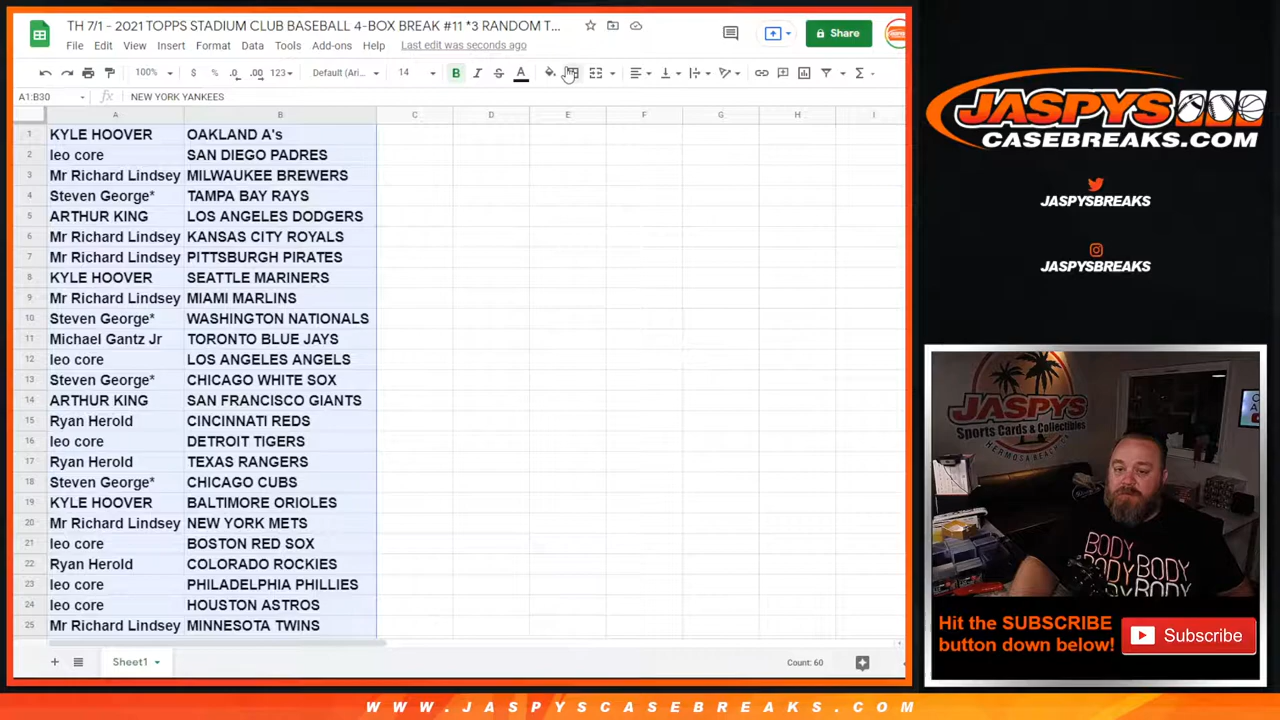 TH 7/1 - 2021 TOPPS STADIUM CLUB BASEBALL 4-BOX BREAK #11 *3 RANDOM T...
File Edit View Insert Format Data Tools Add-ons Help Last edit was seconds ago
Share
100% $ % .0 .00 123 Default (Ari... 14 B I S A
A1:B30 fx NEW YORK YANKEES
A B C D E F G H I
1 KYLE HOOVER OAKLAND A's
2 leo core SAN DIEGO PADRES
3 Mr Richard Lindsey MILWAUKEE BREWERS
4 Steven George* TAMPA BAY RAYS
5 ARTHUR KING LOS ANGELES DODGERS
6 Mr Richard Lindsey KANSAS CITY ROYALS
7 Mr Richard Lindsey PITTSBURGH PIRATES
8 KYLE HOOVER SEATTLE MARINERS
9 Mr Richard Lindsey MIAMI MARLINS
10 Steven George* WASHINGTON NATIONALS
11 Michael Gantz Jr TORONTO BLUE JAYS
12 leo core LOS ANGELES ANGELS
13 Steven George* CHICAGO WHITE SOX
14 ARTHUR KING SAN FRANCISCO GIANTS
15 Ryan Herold CINCINNATI REDS
16 leo core DETROIT TIGERS
17 Ryan Herold TEXAS RANGERS
18 Steven George* CHICAGO CUBS
19 KYLE HOOVER BALTIMORE ORIOLES
20 Mr Richard Lindsey NEW YORK METS
21 leo core BOSTON RED SOX
22 Ryan Herold COLORADO ROCKIES
23 leo core PHILADELPHIA PHILLIES
24 leo core HOUSTON ASTROS
25 Mr Richard Lindsey MINNESOTA TWINS
Sheet1
Count: 60
JASPYS
CASEBREAKS.COM
JASPYSBREAKS
JASPYSBREAKS
JASPYS
Sports Cards & Collectibles
HERMOSA BEACH
BODY
BODY BODY
BODY BODY
Hit the SUBSCRIBE
button down below!
Subscribe
WWW.JASPYSCASEBREAKS.COM